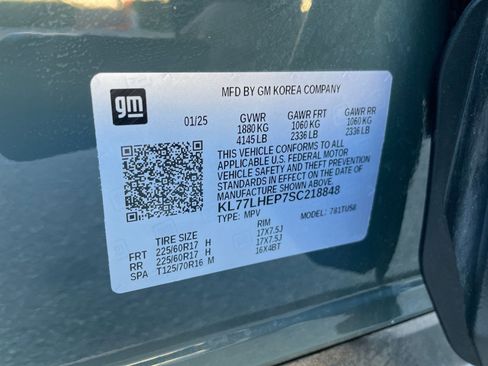 MFD BY GM KOREA COMPANY
gm
01/25 GVWR GAWR FRT GAWR RR
1880 KG 1060 KG 1060 KG
4145 LB 2336 LB 2336 LB
THIS VEHICLE CONFORMS TO ALL
APPLICABLE U.S. FEDERAL MOTOR
VEHICLE SAFETY AND THEFT PREVENTION
STANDARDS IN EFFECT ON THE DATE OF
MANUFACTURE SHOWN ABOVE.
KL77LHEP7SC218848
TYPE: MPV MODEL: 781TU58
TIRE SIZE RIM
FRT 225/60R17 H 17X7.5J
RR 225/60R17 H 17X7.5J
SPA T125/70R16 M 16X4BT